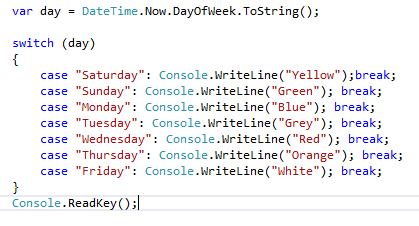 var day = DateTime.Now.DayOfWeek.ToString();
switch (day)
{
case "Saturday": Console.WriteLine("Yellow");break;
case "Sunday": Console.WriteLine("Green"); break;
case "Monday": Console.WriteLine("Blue"); break;
case "Tuesday": Console.WriteLine("Grey"); break;
case "Wednesday": Console.WriteLine("Red"); break;
case "Thursday": Console.WriteLine("Orange"); break;
case "Friday": Console.WriteLine("White"); break;
}
Console.ReadKey();